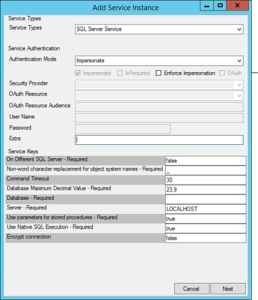 Add Service Instance
Service Types
Service Types SQL Server Service
Service Authentication
Authentication Mode Impersonate
Impersonate IsRequired Enforce Impersonation OAuth
Security Provider
OAuth Resource
OAuth Resource Audience
User Name
Password
Extra
Service Keys
On Different SQL Server - Required false
Non-word character replacement for object system names - Required _
Command Timeout 30
Database Maximum Decimal Value - Required 23.9
Database - Required
Server - Required LOCALHOST
Use parameters for stored procedures - Required true
Use Native SQL Execution - Required true
Encrypt connection false
Cancel Next